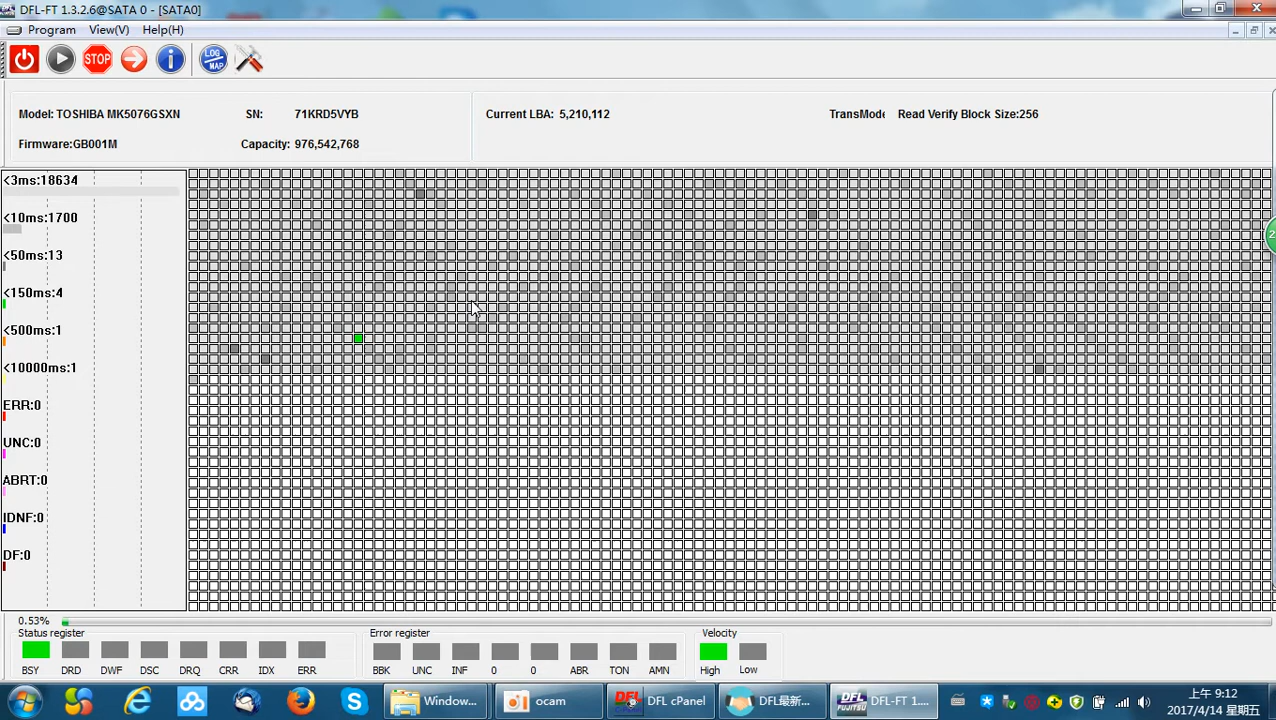 DFL-FT 1.3.2.6@SATA 0 - [SATA0]
Program View(V) Help(H)
STOP LOG MAP
Model: TOSHIBA MK5076GSXN SN: 71KRD5VYB Current LBA: 5,210,112 TransMode Read Verify Block Size:256
Firmware:GB001M Capacity: 976,542,768
<3ms:18634
<10ms:1700
<50ms:13
<150ms:4
<500ms:1
<10000ms:1
ERR:0
UNC:0
ABRT:0
IDNF:0
DF:0
0.53%
Status register Error register Velocity
BSY DRD DWF DSC DRQ CRR IDX ERR BBK UNC INF 0 0 ABR TON AMN High Low
Window... ocam DFL cPanel DFL最新... DFL-FT 1....
上午 9:12
2017/4/14 星期五